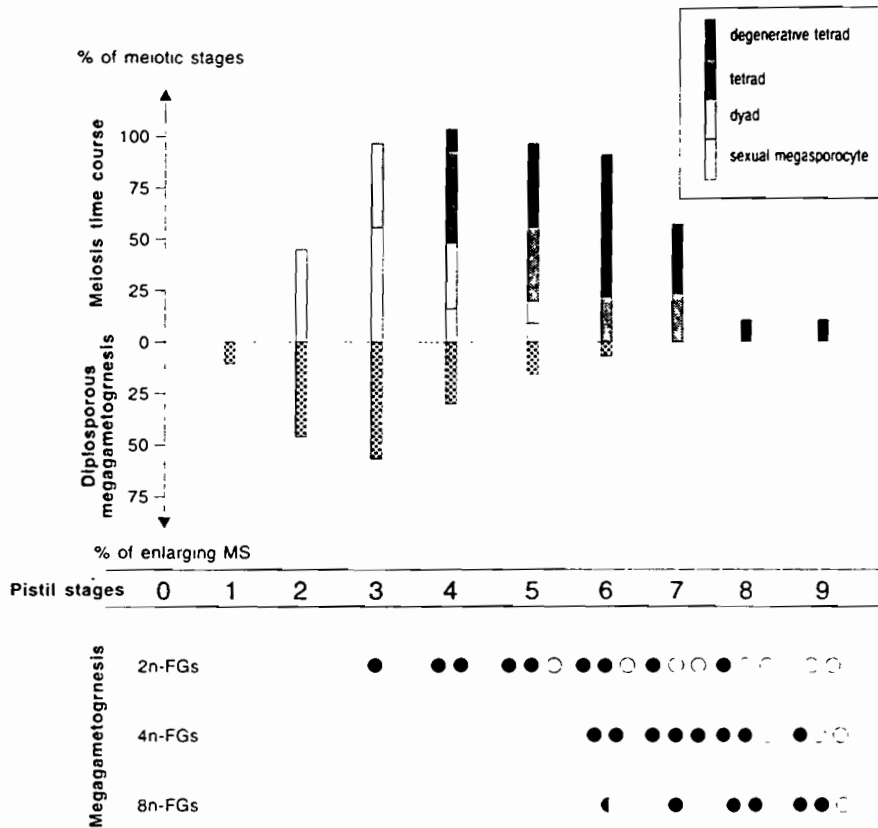 % of meiotic stages
degenerative tetrad
tetrad
dyad
sexual megasporocyte
Meiosis time course
100
75
50
25
0
25
50
75
Diplosporous
megagametogrnesis
% of enlarging MS
Pistil stages 0 1 2 3 4 5 6 7 8 9
Megagametogrnesis
2n-FGs
4n-FGs
8n-FGs